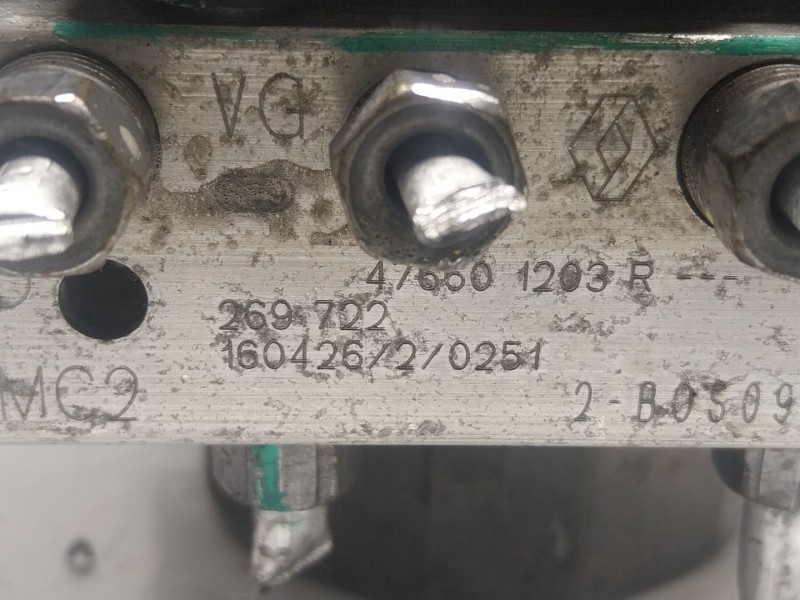 VG
47660 1203 R ---
269 722
160426/2/0251
MC2
2-B0509